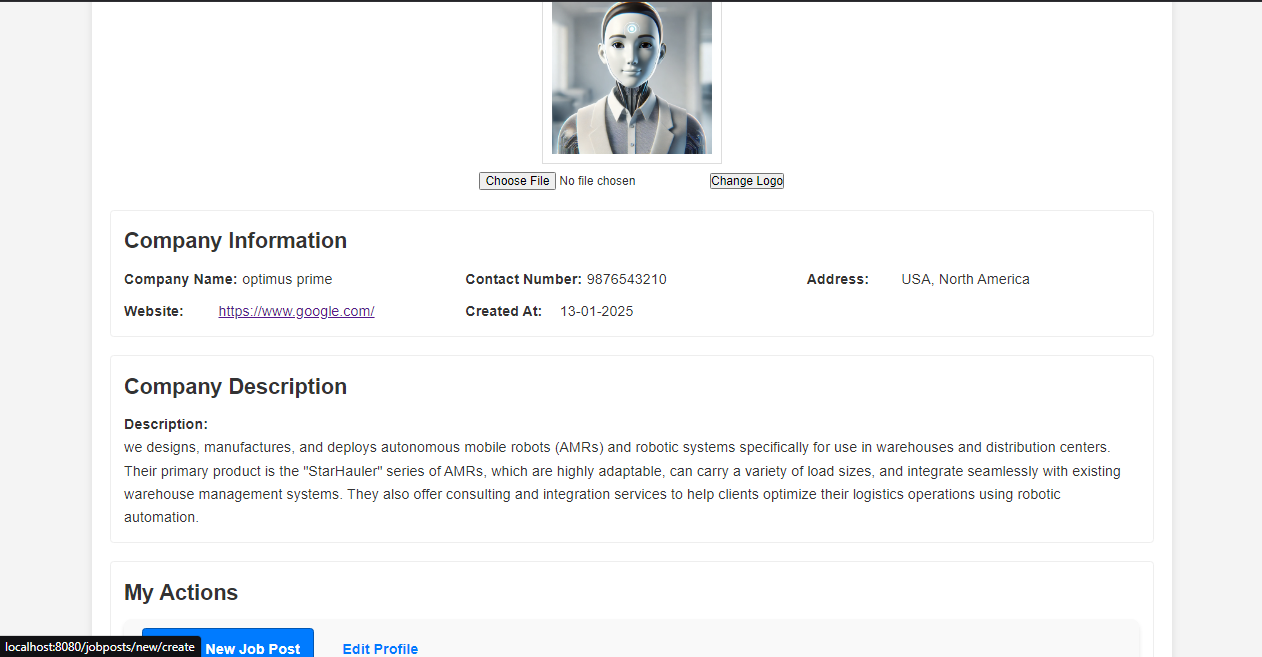 Choose File No file chosen Change Logo
Company Information
Company Name: optimus prime Contact Number: 9876543210 Address: USA, North America
Website: https://www.google.com/ Created At: 13-01-2025
Company Description
Description:
we designs, manufactures, and deploys autonomous mobile robots (AMRs) and robotic systems specifically for use in warehouses and distribution centers.
Their primary product is the "StarHauler" series of AMRs, which are highly adaptable, can carry a variety of load sizes, and integrate seamlessly with existing
warehouse management systems. They also offer consulting and integration services to help clients optimize their logistics operations using robotic
automation.
My Actions
New Job Post Edit Profile
localhost:8080/jobposts/new/create